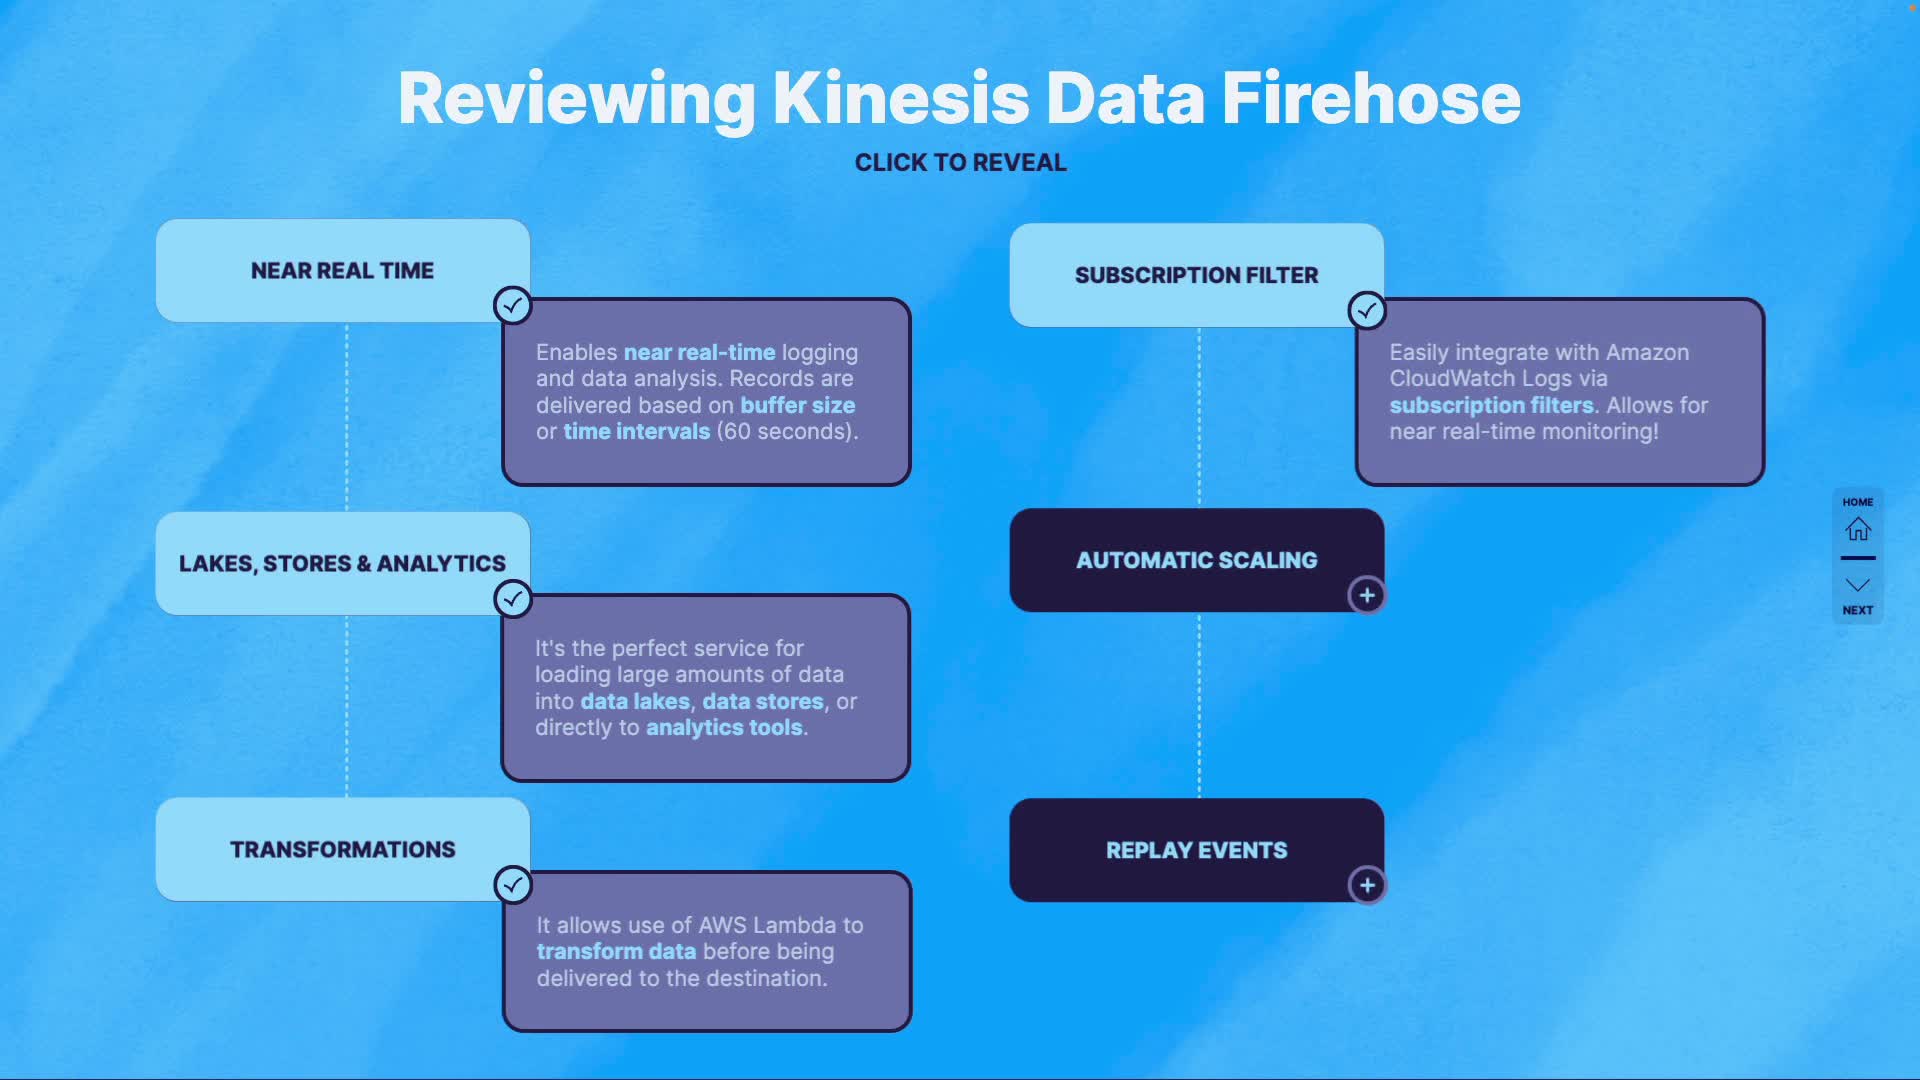 Reviewing Kinesis Data Firehose
CLICK TO REVEAL
NEAR REAL TIME
Enables near real-time logging
and data analysis. Records are
delivered based on buffer size
or time intervals (60 seconds).
LAKES, STORES & ANALYTICS
It's the perfect service for
loading large amounts of data
into data lakes, data stores, or
directly to analytics tools.
TRANSFORMATIONS
It allows use of AWS Lambda to
transform data before being
delivered to the destination.
SUBSCRIPTION FILTER
Easily integrate with Amazon
CloudWatch Logs via
subscription filters. Allows for
near real-time monitoring!
AUTOMATIC SCALING
REPLAY EVENTS
HOME
NEXT